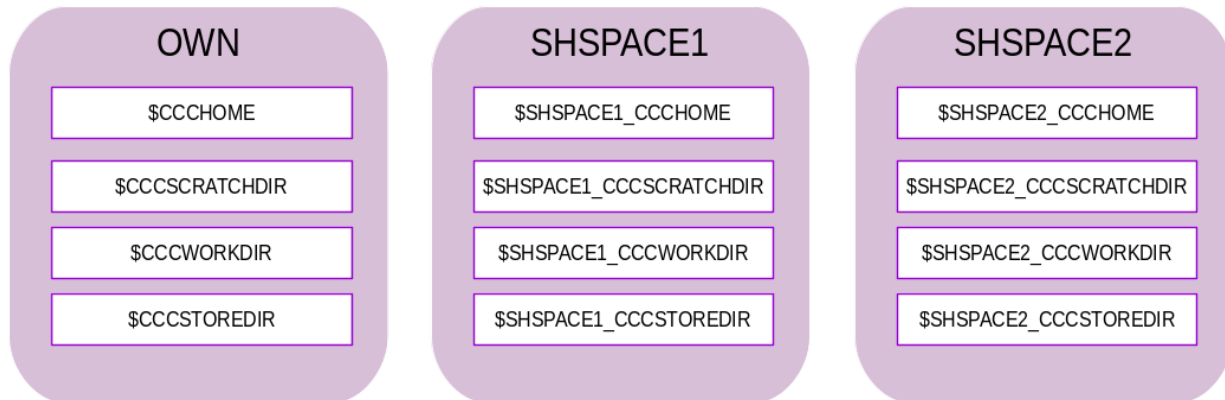 OWN
$CCCHOME
$CCCSCRATCHDIR
$CCCWORKDIR
$CCCSTOREDIR
SHSPACE1
$SHSPACE1_CCCHOME
$SHSPACE1_CCCSCRATCHDIR
$SHSPACE1_CCCWORKDIR
$SHSPACE1_CCCSTOREDIR
SHSPACE2
$SHSPACE2_CCCHOME
$SHSPACE2_CCCSCRATCHDIR
$SHSPACE2_CCCWORKDIR
$SHSPACE2_CCCSTOREDIR